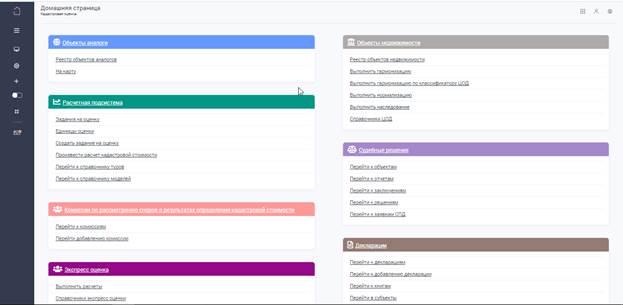 Домашняя страница
Кадастровая оценка
Объекты аналоги
Реестр объектов аналогов
На карту
Расчетная подсистема
Задания на оценку
Единицы оценки
Создать задание на оценку
Произвести расчет кадастровой стоимости
Перейти к справочнику туров
Перейти к справочнику моделей
Комиссии по рассмотрению споров о результатах определения кадастровой стоимости
Перейти к комиссиям
Перейти добавлению комиссии
Экспресс оценка
Выполнить расчеты
Справочники экспресс оценки
Объекты недвижимости
Реестр объектов недвижимости
Выполнить гармонизацию
Выполнить гармонизацию по классификатору ЦОД
Выполнить нормализацию
Выполнить наследование
Справочники ЦОД
Судебные решения
Перейти к объектам
Перейти к отчетам
Перейти к заключениям
Перейти к решениям
Перейти к заявкам СПД
Декларации
Перейти к декларациям
Перейти к добавлению декларации
Перейти к книгам
Перейти в субъекты